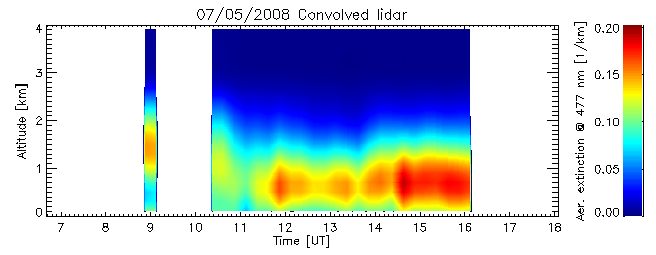 07/05/2008 Convolved lidar
Altitude [km]
4
3
2
1
0
7 8 9 10 11 12 13 14 15 16 17 18
Time [UT]
Aer. extinction @ 477 nm [1/km]
0.20
0.15
0.10
0.05
0.00